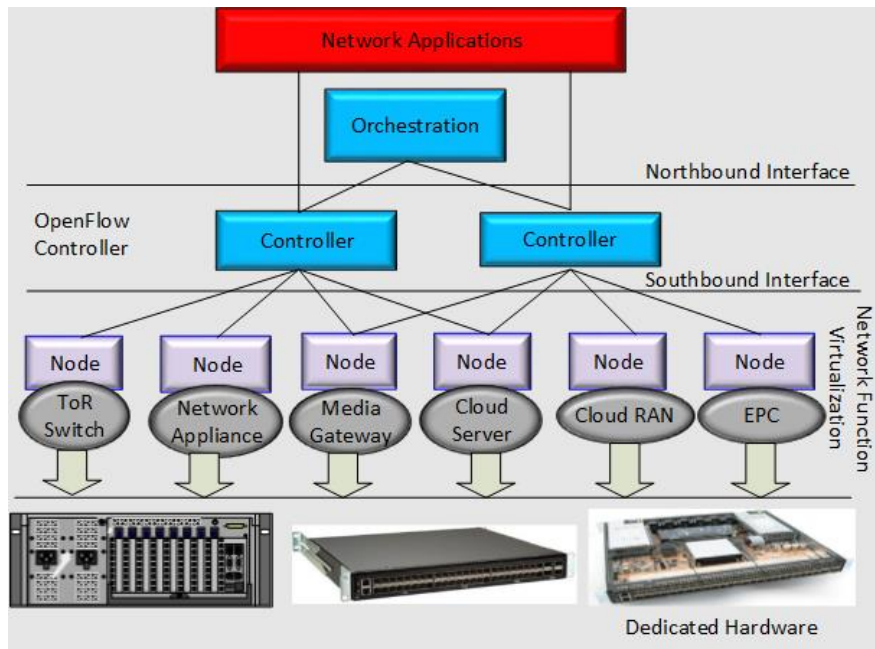 Network Applications
Orchestration
Northbound Interface
OpenFlow
Controller
Controller
Controller
Southbound Interface
Node
Node
Node
Node
Node
Node
Network Function
Virtualization
ToR
Switch
Network
Appliance
Media
Gateway
Cloud
Server
Cloud RAN
EPC
Dedicated Hardware